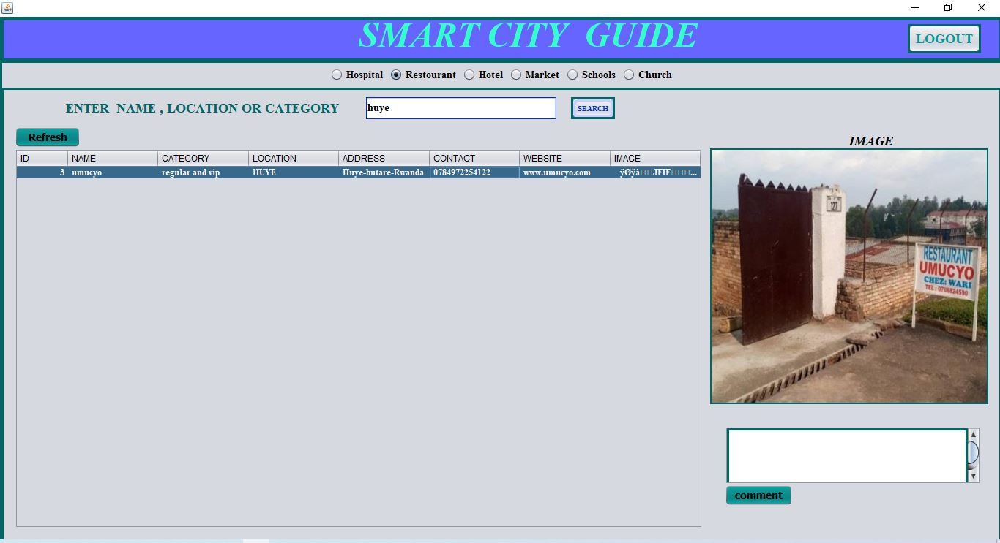 SMART CITY GUIDE
LOGOUT
Hospital Restourant Hotel Market Schools Church
ENTER NAME , LOCATION OR CATEGORY huye SEARCH
Refresh
IMAGE
ID NAME CATEGORY LOCATION ADDRESS CONTACT WEBSITE IMAGE
3 umucyo regular and vip HUYE Huye-butare-Rwanda 0784972254122 www.umucyo.com ÿØÿà□□JFIF□□□...
127
RESTAURANT
UMUCYO
CHEZ: WARI
TEL: 0788824590
comment